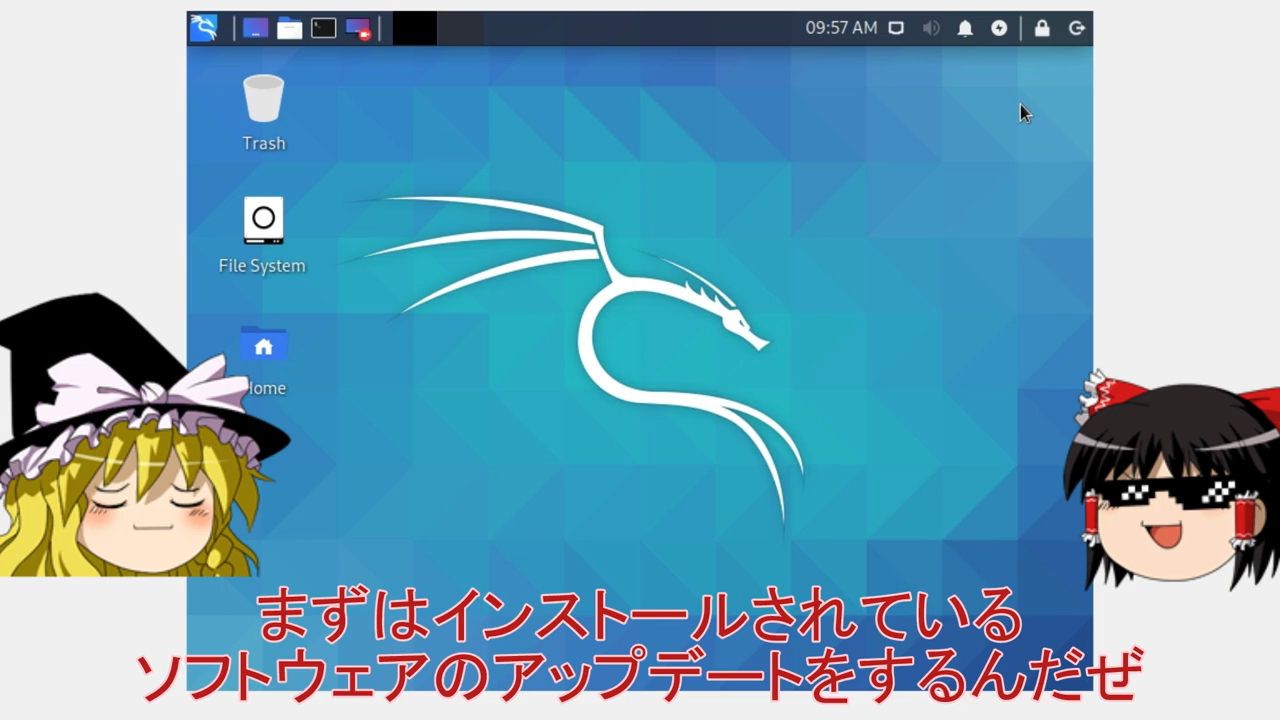 09:57 AM
Trash
File System
Home
まずはインストールされている
ソフトウェアのアップデートをするんだぜ